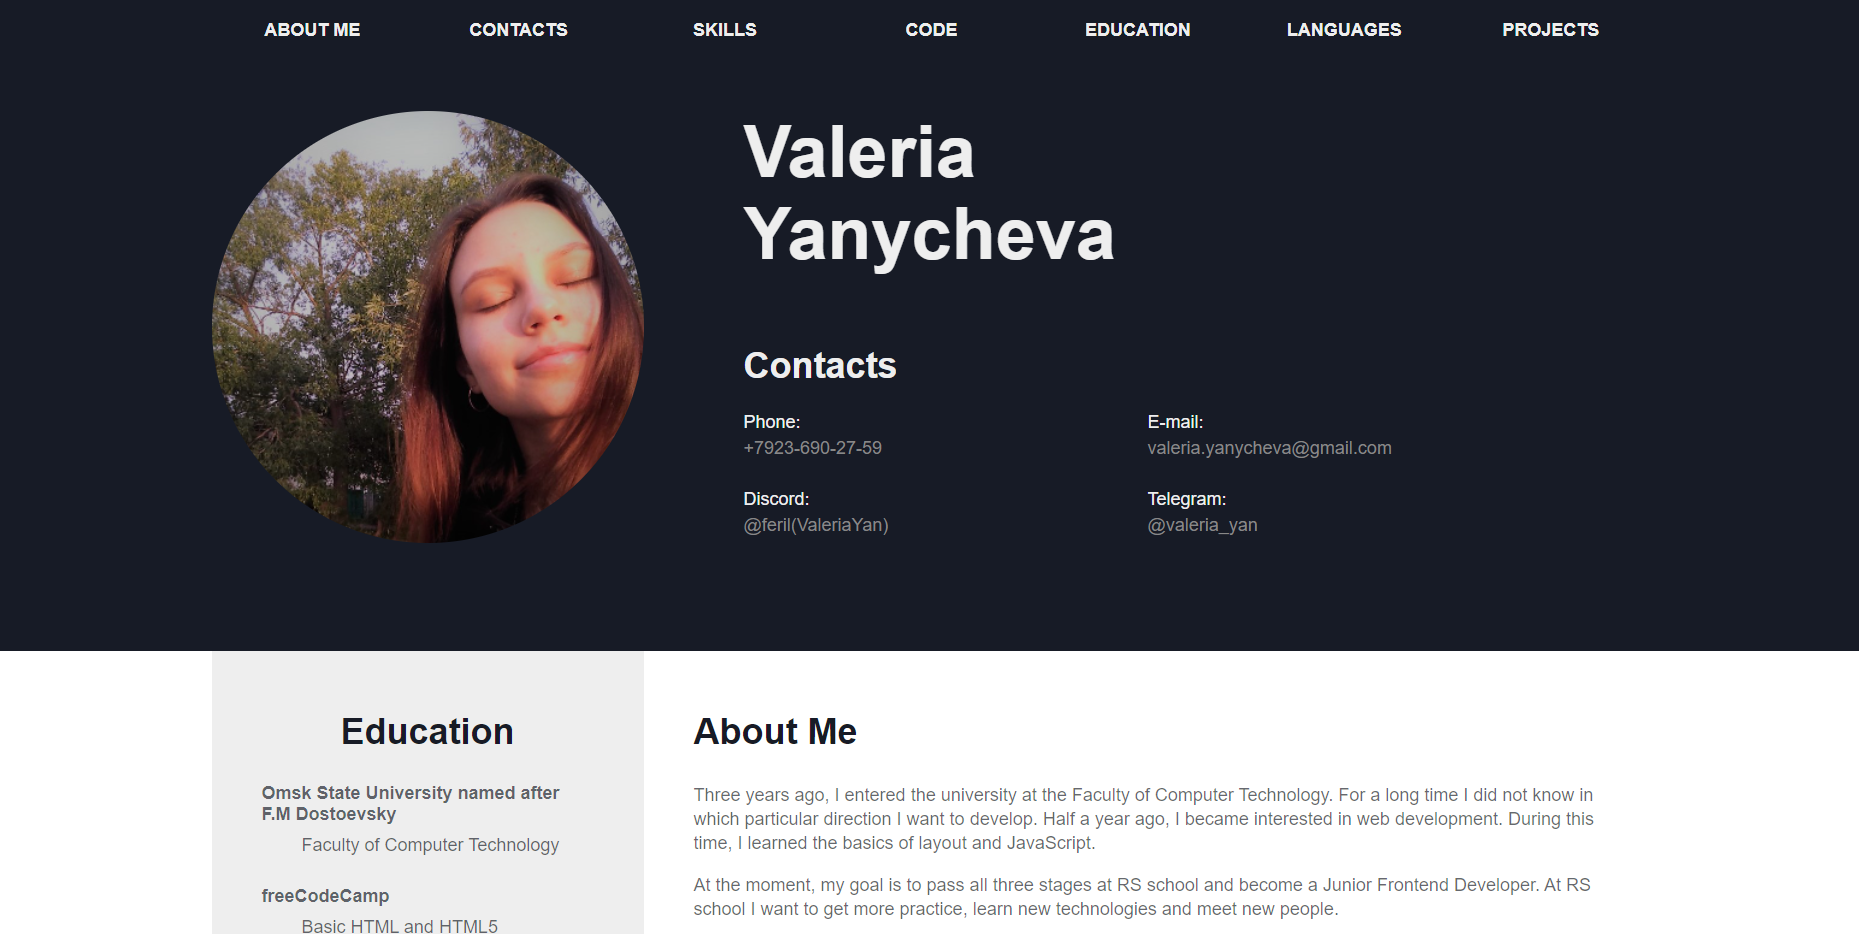 ABOUT ME
CONTACTS
SKILLS
CODE
EDUCATION
LANGUAGES
PROJECTS
Valeria
Yanycheva
Contacts
Phone:
+7923-690-27-59
E-mail:
valeria.yanycheva@gmail.com
Discord:
@feril(ValeriaYan)
Telegram:
@valeria_yan
Education
Omsk State University named after
F.M Dostoevsky
Faculty of Computer Technology
freeCodeCamp
Basic HTML and HTML5
About Me
Three years ago, I entered the university at the Faculty of Computer Technology. For a long time I did not know in
which particular direction I want to develop. Half a year ago, I became interested in web development. During this
time, I learned the basics of layout and JavaScript.
At the moment, my goal is to pass all three stages at RS school and become a Junior Frontend Developer. At RS
school I want to get more practice, learn new technologies and meet new people.